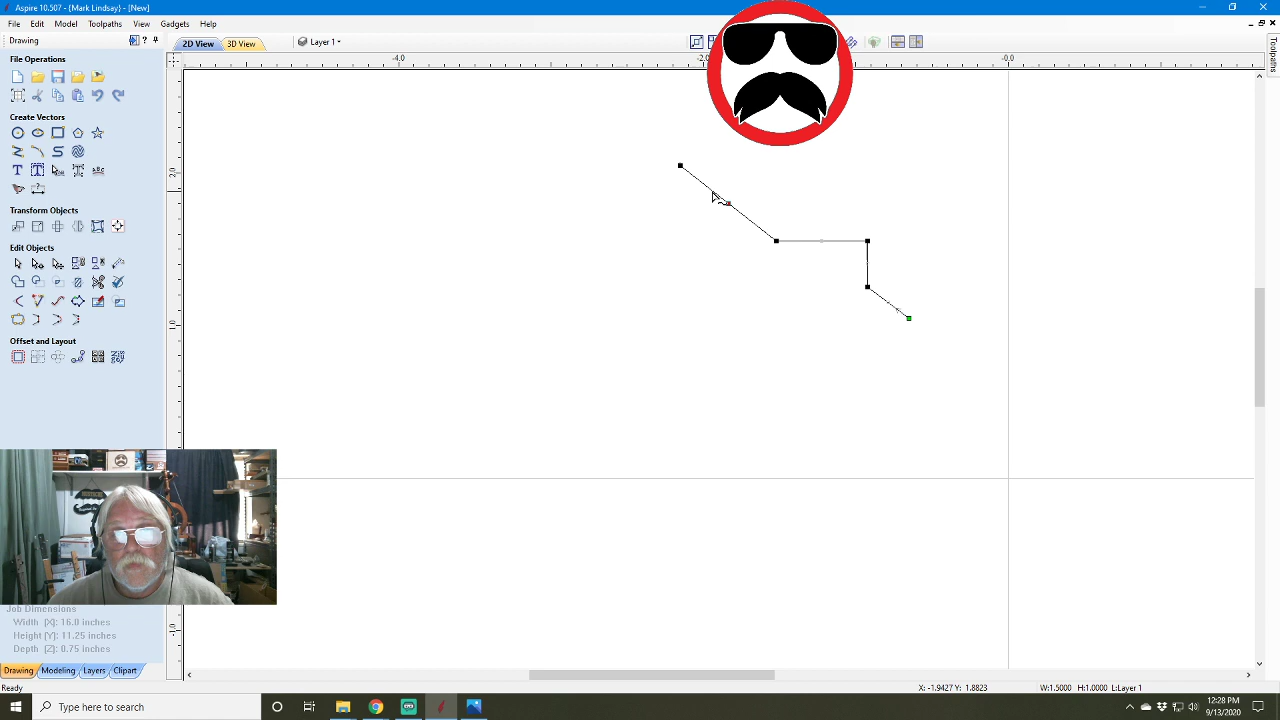 Aspire 10.507 - {Mark Lindsay} - [New]
File Edit Model Toolpaths View Gadgets Help
Drawing
2D View 3D View Layer 1
Toolpaths
File Operations
-4.0 -2.0 -0.0
Create Vectors
2.0
Transform Objects
Edit Objects
1.0
Offset and Layout
Job Dimensions
Width (X): 16.0 inches
Height (Y): 11.25 inches
Depth (Z): 0.75 inches
Drawing Modeling Layers Clipart
Ready
X: -1.9427 Y: 1.8823
W:1.5000 H:1.0000 L:Layer 1
Type here to search
12:28 PM
9/13/2020